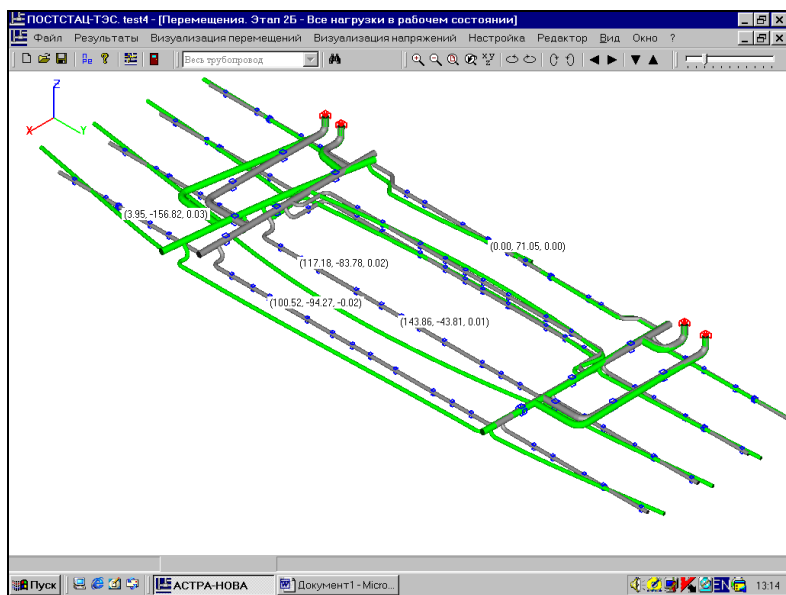 ПОСТСТАЦ-ТЭС. test4 - [Перемещения. Этап 2Б - Все нагрузки в рабочем состоянии]
Файл Результаты Визуализация перемещений Визуализация напряжений Настройка Редактор Вид Окно ?
Весь трубопровод
Z
X
Y
(3.95, -156.82, 0.03)
(0.00, 71.05, 0.00)
(117.18, -83.78, 0.02)
(100.52, -94.27, -0.02)
(143.86, -43.81, 0.01)
Пуск АСТРА-НОВА Документ1 - Micro... EN 13:14